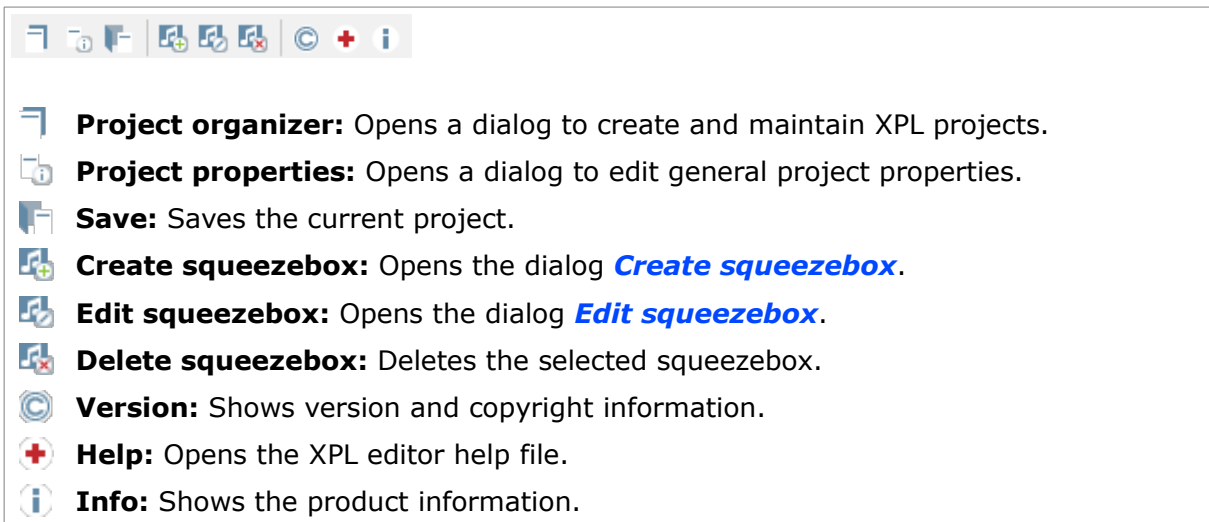 Project organizer: Opens a dialog to create and maintain XPL projects.
Project properties: Opens a dialog to edit general project properties.
Save: Saves the current project.
Create squeezebox: Opens the dialog Create squeezebox.
Edit squeezebox: Opens the dialog Edit squeezebox.
Delete squeezebox: Deletes the selected squeezebox.
Version: Shows version and copyright information.
Help: Opens the XPL editor help file.
Info: Shows the product information.